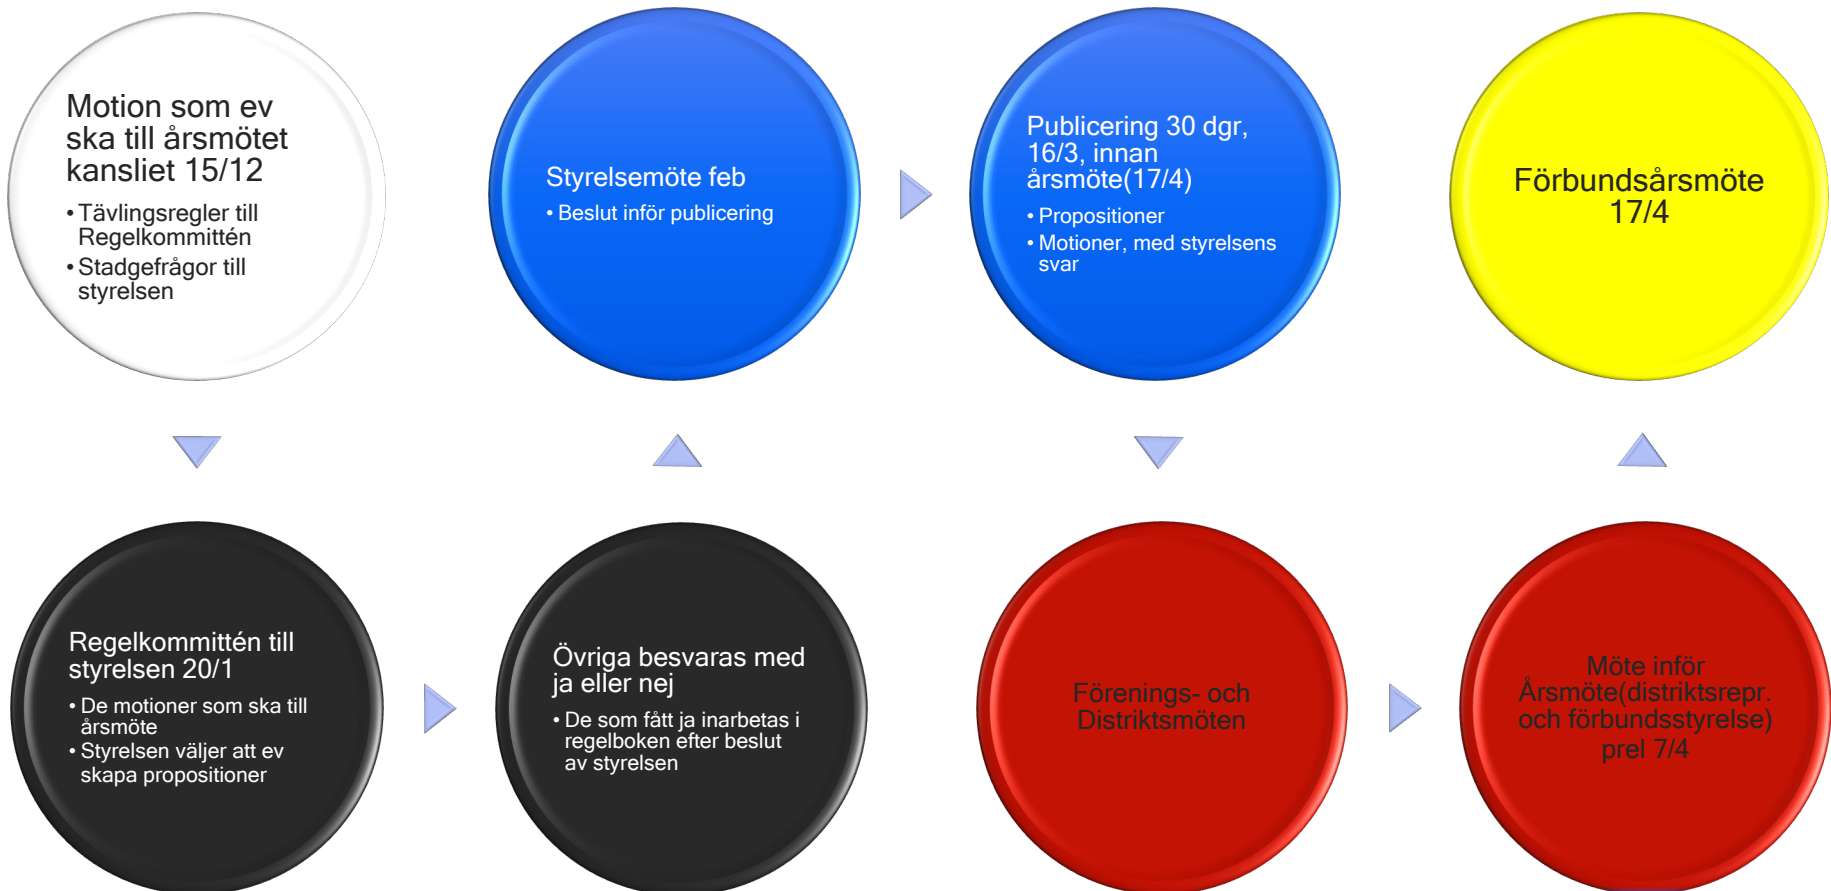 Motion som ev
ska till årsmötet
kansliet 15/12
• Tävlingsregler till
Regelkommittén
• Stadgefrågor till
styrelsen
Regelkommittén till
styrelsen 20/1
• De motioner som ska till
årsmöte
• Styrelsen väljer att ev
skapa propositioner
Övriga besvaras med
ja eller nej
• De som fått ja inarbetas i
regelboken efter beslut
av styrelsen
Styrelsemöte feb
• Beslut inför publicering
Publicering 30 dgr,
16/3, innan
årsmöte(17/4)
• Propositioner
• Motioner, med styrelsens
svar
Förenings- och
Distriktsmöten
Möte inför
Årsmöte(distriktsrepr.
och förbundsstyrelse)
prel 7/4
Förbundsårsmöte
17/4